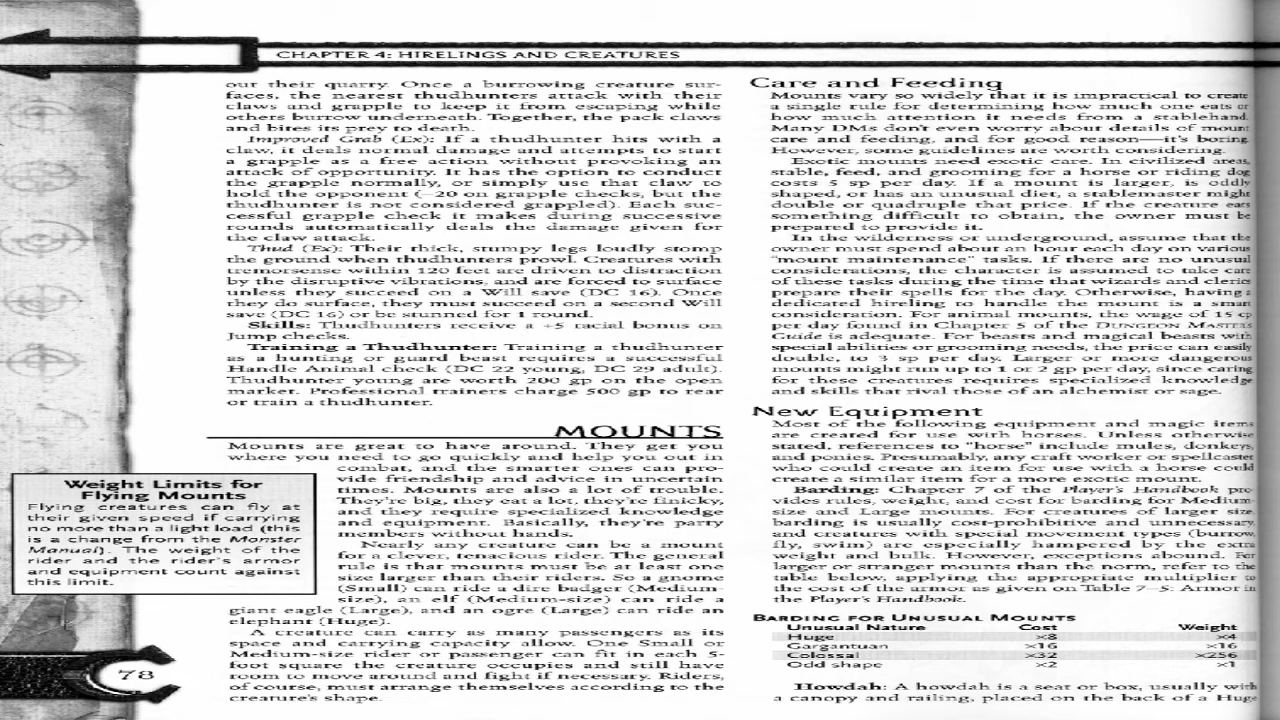 CHAPTER 4: HIRELINGS AND CREATURES
out their quarry. Once a burrowing creature sur-
faces, the nearest thudhunters attack with their
claws and grapple to keep it from escaping while
others burrow underneath. Together, the pack claws
and bites its prey to death.
Improved Grab (Ex): If a thudhunter hits with a
claw, it deals normal damage and attempts to start
a grapple as a free action without provoking an
attack of opportunity. It has the option to conduct
the grapple normally, or simply use that claw to
hold the opponent (–20 on grapple checks, but the
thudhunter is not considered grappled). Each suc-
cessful grapple check it makes during successive
rounds automatically deals the damage given for
the claw attack.
Thud (Ex): Their thick, stumpy legs loudly stomp
the ground when thudhunters prowl. Creatures with
tremorsense within 120 feet are driven to distraction
by the disruptive vibrations, and are forced to surface
unless they succeed on a Will save (DC 16). Once
they do surface, they must succeed on a second Will
save (DC 16) or be stunned for 1 round.
Skills: Thudhunters receive a +5 racial bonus on
Jump checks.
Training a Thudhunter: Training a thudhunter
as a hunting or guard beast requires a successful
Handle Animal check (DC 22 young, DC 29 adult).
Thudhunter young are worth 200 gp on the open
market. Professional trainers charge 500 gp to rear
or train a thudhunter.
MOUNTS
Mounts are great to have around. They get you
where you need to go quickly and help you out in
combat, and the smarter ones can pro-
vide friendship and advice in uncertain
times. Mounts are also a lot of trouble.
They're big, they eat a lot, they're finicky,
and they require specialized knowledge
and equipment. Basically, they're party
members without hands.
Nearly any creature can be a mount
for a clever, tenacious rider. The general
rule is that mounts must be at least one
size larger than their riders. So a gnome
(Small) can ride a dire badger (Medium-
size), an elf (Medium-size) can ride a
giant eagle (Large), and an ogre (Large) can ride an
elephant (Huge).
A creature can carry as many passengers as its
space and carrying capacity allow. One Small or
Medium-size rider or passenger can fit in each 5-
foot square the creature occupies and still have
room to move around and fight if necessary. Riders,
of course, must arrange themselves according to the
creature's shape.
Weight Limits for
Flying Mounts
Flying creatures can fly at
their given speed if carrying
no more than a light load (this
is a change from the Monster
Manual). The weight of the
rider and the rider's armor
and equipment count against
this limit.
78
Care and Feeding
Mounts vary so widely that it is impractical to create
a single rule for determining how much one eats or
how much attention it needs from a stablehand.
Many DMs don't even worry about details of mount
care and feeding, and for good reason—it's boring.
However, some guidelines are worth considering.
Exotic mounts need exotic care. In civilized areas,
stable, feed, and grooming for a horse or riding dog
costs 5 sp per day. If a mount is larger, is oddly
shaped, or has an unusual diet, a stablemaster might
double or quadruple that price. If the creature eats
something difficult to obtain, the owner must be
prepared to provide it.
In the wilderness or underground, assume that the
owner must spend about an hour each day on various
"mount maintenance" tasks. If there are no unusual
considerations, the character is assumed to take care
of these tasks during the time that wizards and clerics
prepare their spells for the day. Otherwise, having a
dedicated hireling to handle the mount is a smart
consideration. For animal mounts, the wage of 15 cp
per day found in Chapter 5 of the DUNGEON MASTER'S
Guide is adequate. For beasts and magical beasts with
special abilities or grooming needs, the price can easily
double, to 3 sp per day. Larger or more dangerous
mounts might run up to 1 or 2 gp per day, since caring
for these creatures requires specialized knowledge
and skills that rival those of an alchemist or sage.
New Equipment
Most of the following equipment and magic items
are created for use with horses. Unless otherwise
stated, references to "horse" include mules, donkeys,
and ponies. Presumably, any craft worker or spellcaster
who could create an item for use with a horse could
create a similar item for a more exotic mount.
Barding: Chapter 7 of the Player's Handbook pro-
vides rules, weight, and cost for barding for Medium-
size and Large mounts. For creatures of larger size,
barding is usually cost-prohibitive and unnecessary,
and creatures with special movement types (burrow,
fly, swim) are especially hampered by the extra
weight and bulk. However, exceptions abound. For
larger or stranger mounts than the norm, refer to the
table below, applying the appropriate multiplier to
the cost of the armor as given on Table 7–5: Armor in
the Player's Handbook.
BARDING FOR UNUSUAL MOUNTS
Unusual Nature Cost Weight
Huge ×8 ×4
Gargantuan ×16 ×16
Colossal ×32 ×256
Odd shape ×2 ×1
Howdah: A howdah is a seat or box, usually with
a canopy and railing, placed on the back of a Huge